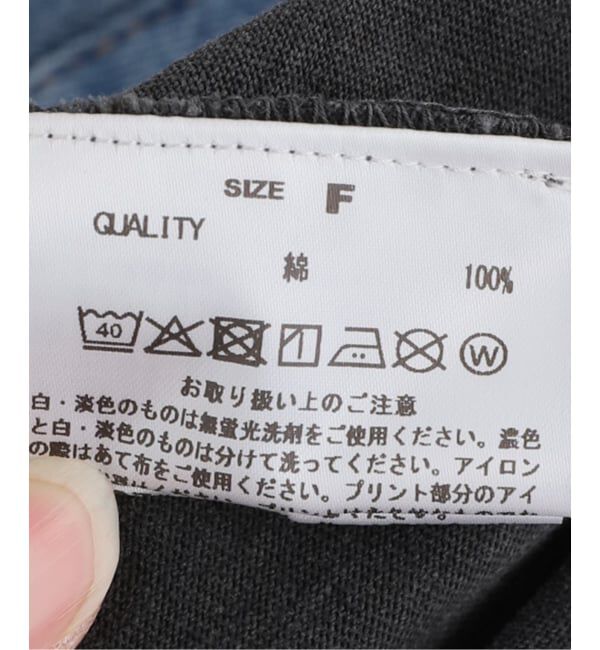 SIZE F
QUALITY
綿 100%
40 W
お取り扱い上のご注意
白・淡色のものは無蛍光洗剤をご使用ください。濃色
と白・淡色のものは分けて洗ってください。アイロン
の際はあて布をご使用ください。プリント部分のアイ